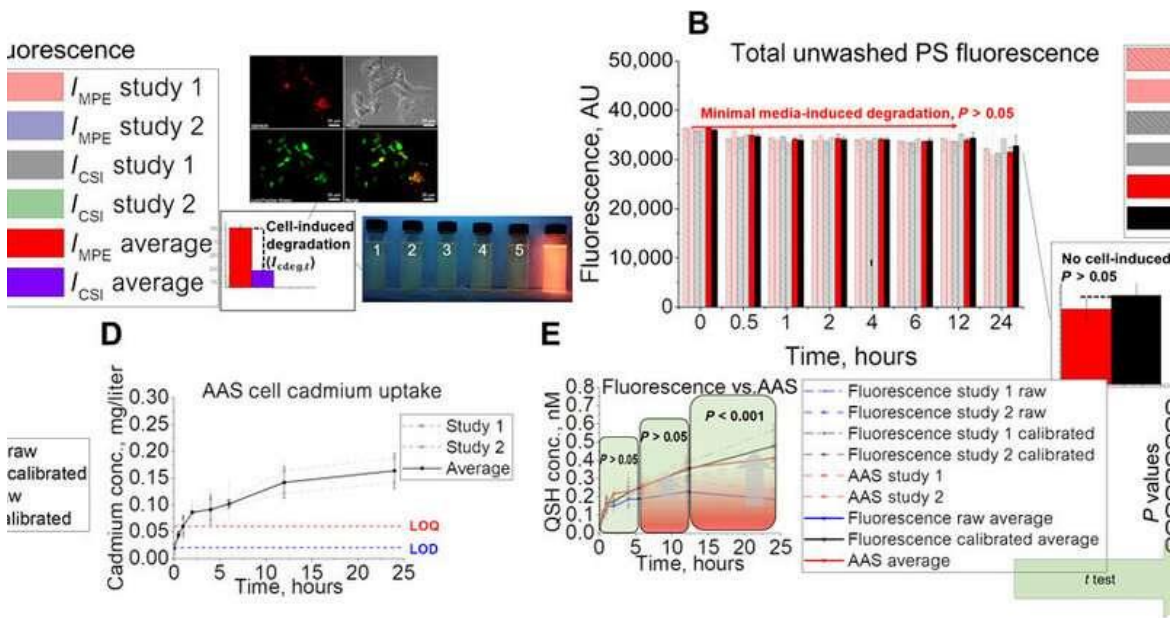 uorescence
I MPE study 1
I MPE study 2
I CSI study 1
I CSI study 2
I MPE average
I CSI average
Cell-induced
degradation
(I cdeg,t)
1 2 3 4 5
B
Total unwashed PS fluorescence
Fluorescence, AU
50,000
40,000
30,000
20,000
10,000
0
Minimal media-induced degradation, P > 0.05
0 0.5 1 2 4 6 12 24
Time, hours
No cell-induced
P > 0.05
raw
calibrated
aw
alibrated
D
AAS cell cadmium uptake
Cadmium conc., mg/liter
0.30
0.25
0.20
0.15
0.10
0.05
0.00
Study 1
Study 2
Average
LOQ
LOD
0 5 10 15 20 25
Time, hours
E
Fluorescence vs.AAS
QSH conc., nM
0.8
0.7
0.6
0.5
0.4
0.3
0.2
0.1
0.0
P > 0.05
P > 0.05
P < 0.001
0 5 10 15 20 25
Time, hours
Fluorescence study 1 raw
Fluorescence study 2 raw
Fluorescence study 1 calibrated
Fluorescence study 2 calibrated
AAS study 1
AAS study 2
Fluorescence raw average
Fluorescence calibrated average
AAS average
P values
t test